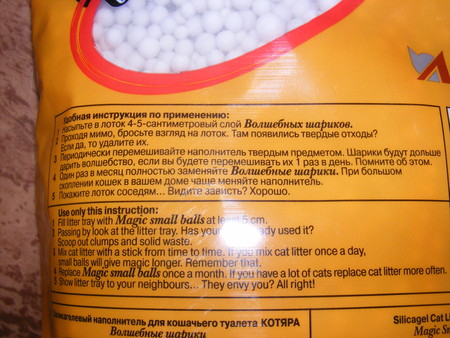 Удобная инструкция по применению:
1 Насыпьте в лоток 4-5-сантиметровый слой Волшебных шариков.
2 Проходя мимо, бросьте взгляд на лоток. Там появились твердые отходы?
Если да, то удалите их.
3 Периодически перемешивайте наполнитель твердым предметом. Шарики будут дольше
дарить волшебство, если вы будете перемешивать их 1 раз в день. Помните об этом.
4 Один раз в месяц полностью заменяйте Волшебные шарики. При большом
скоплении кошек в вашем доме чаще меняйте наполнитель.
5 Покажите лоток соседям... Видите зависть? Хорошо.
Use only this instruction:
1 Fill litter tray with Magic small balls at least 5 cm.
2 Passing by look at the litter tray. Has your already used it?
Scoop out clumps and solid waste.
3 Mix cat litter with a stick from time to time. If you mix cat litter once a day,
small balls will give magic longer. Remember that.
4 Replace Magic small balls once a month. If you have a lot of cats replace cat litter more often.
5 Show litter tray to your neighbours... They envy you? All right!
Силикагелевый наполнитель для кошачьего туалета КОТЯРА
Волшебные шарики
Silicagel Cat
Magic